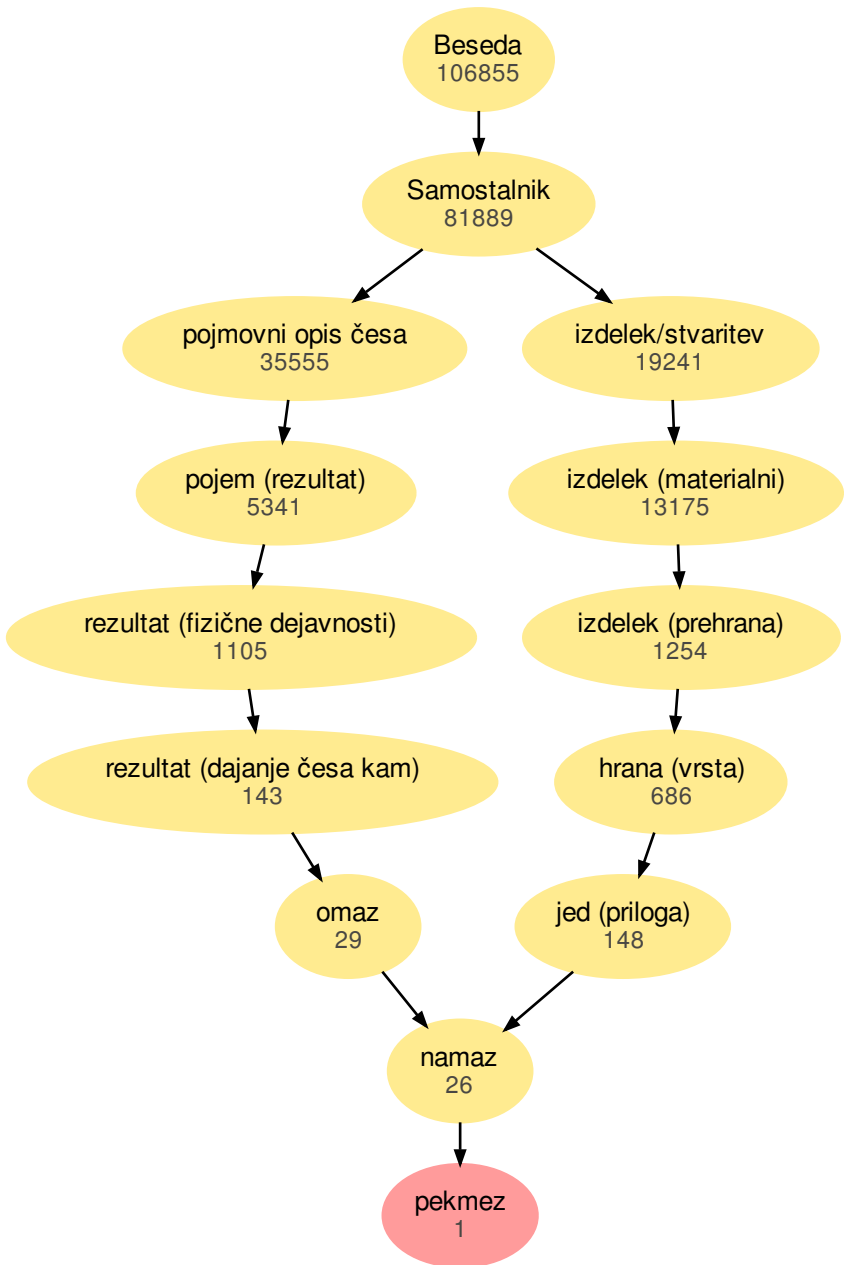 Beseda
106855
Samostalnik
81889
pojmovni opis česa
35555
izdelek/stvaritev
19241
pojem (rezultat)
5341
izdelek (materialni)
13175
rezultat (fizične dejavnosti)
1105
izdelek (prehrana)
1254
rezultat (dajanje česa kam)
143
hrana (vrsta)
686
omaz
29
jed (priloga)
148
namaz
26
pekmez
1